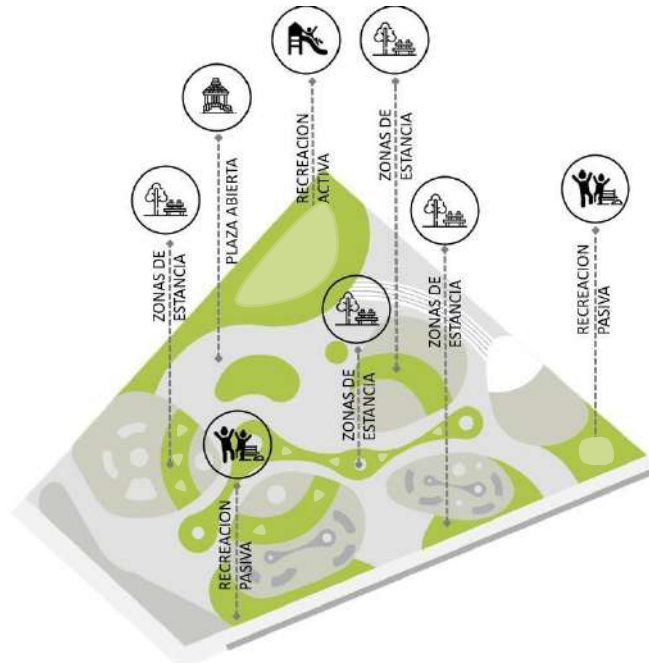 ZONAS DE
ESTANCIA
PLAZA ABIERTA
RECREACION
ACTIVA
ZONAS DE
ESTANCIA
ZONAS DE
ESTANCIA
RECREACION
PASIVA
ZONAS DE
ESTANCIA
RECREACION
PASIVA